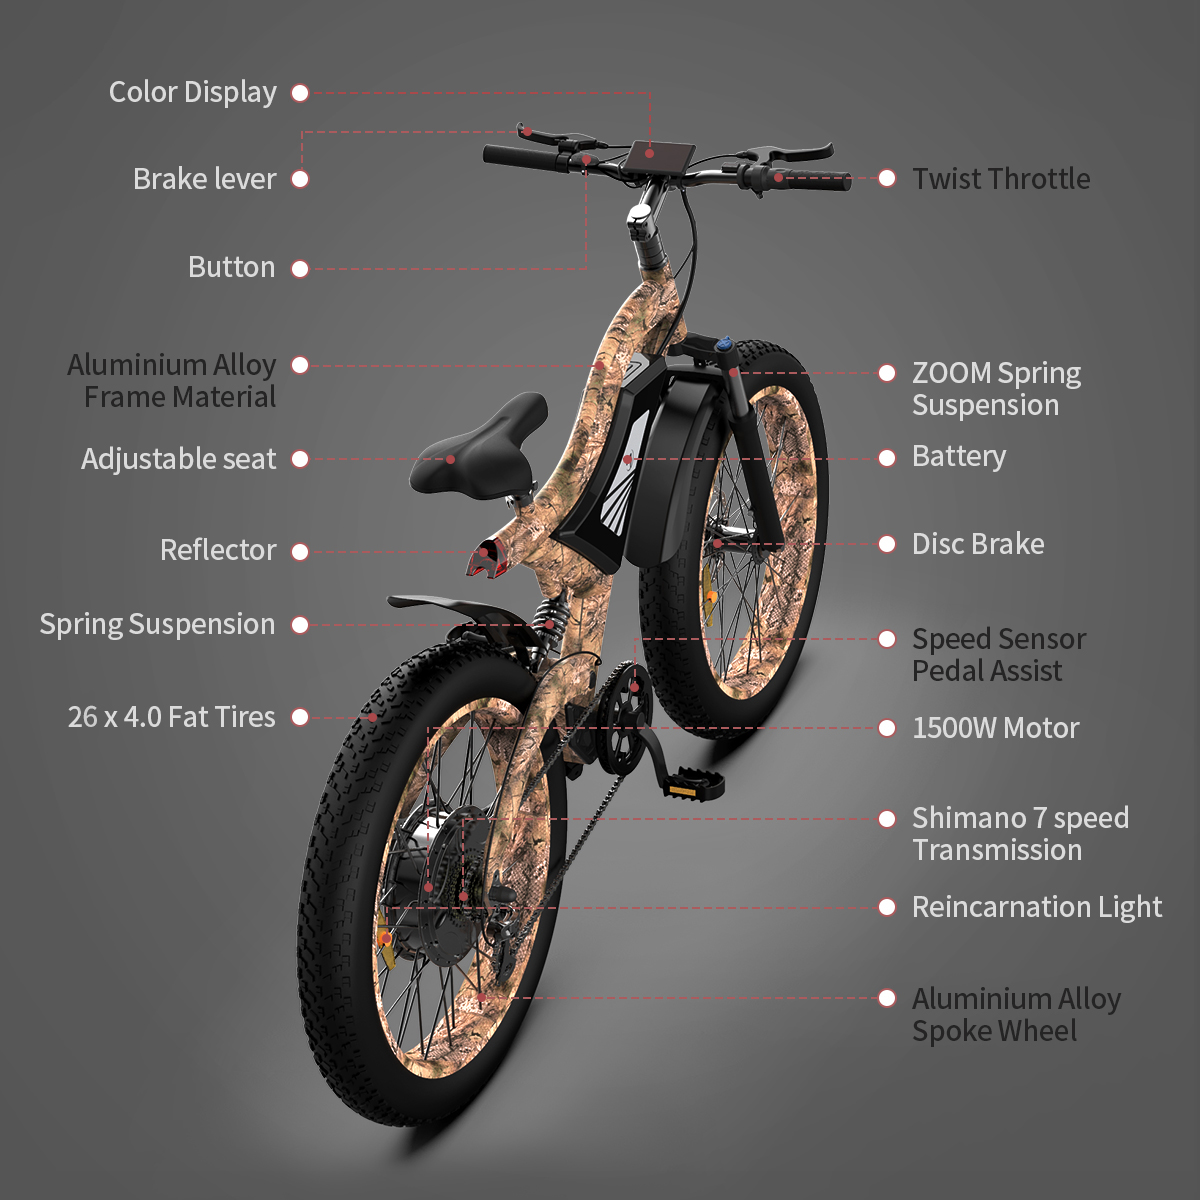 Color Display
Brake lever
Button
Aluminium Alloy
Frame Material
Adjustable seat
Reflector
Spring Suspension
26 x 4.0 Fat Tires
Twist Throttle
ZOOM Spring
Suspension
Battery
Disc Brake
Speed Sensor
Pedal Assist
1500W Motor
Shimano 7 speed
Transmission
Reincarnation Light
Aluminium Alloy
Spoke Wheel